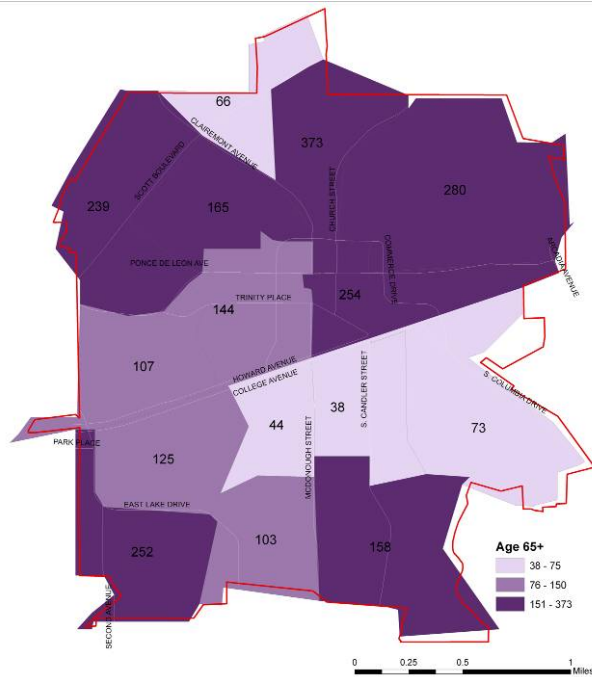 66
CLAIREMONT AVENUE
373
SCOTT BOULEVARD
CHURCH STREET
280
239
165
PONCE DE LEON AVE
COMMERCE DRIVE
ARCADIA AVENUE
TRINITY PLACE
254
144
107
HOWARD AVENUE
COLLEGE AVENUE
S. CANDLER STREET
S. COLUMBIA DRIVE
38
44
73
PARK PLACE
MCDONOUGH STREET
125
EAST LAKE DRIVE
103
158
252
SECOND AVENUE
Age 65+
38 - 75
76 - 150
151 - 373
0 0.25 0.5 1
Miles